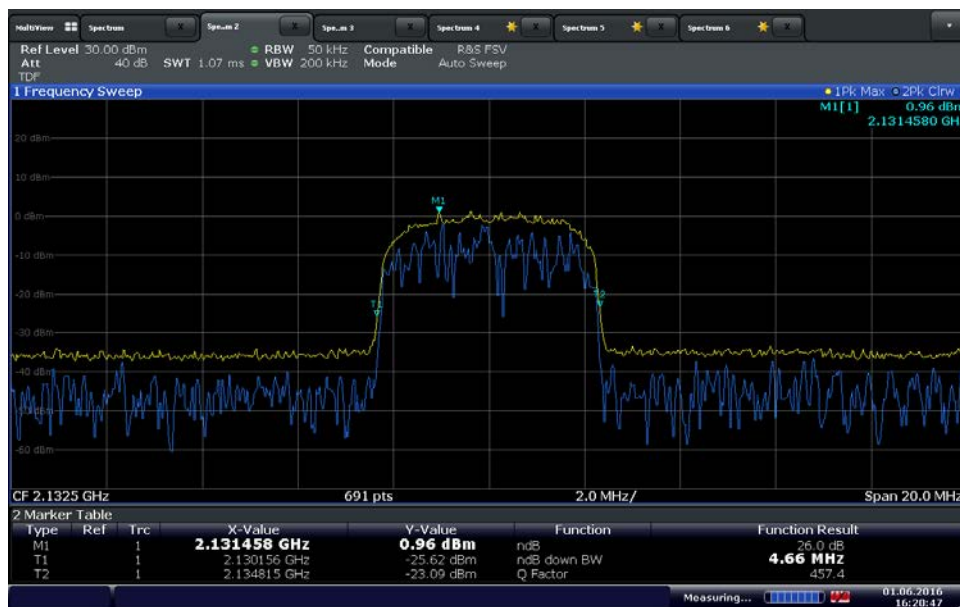 MultiView Spectrum X Spe...m 2 X Spe...m 3 X Spectrum 4 X Spectrum 5 X Spectrum 6 X
Ref Level 30.00 dBm RBW 50 kHz Compatible R&S FSV
Att 40 dB SWT 1.07 ms VBW 200 kHz Mode Auto Sweep
TDF
1 Frequency Sweep 1Pk Max 2Pk Clrw
M1[1] 0.96 dBm
2.1314580 GH
20 dBm
10 dBm
M1
0 dBm
-10 dBm
-20 dBm
T1 T2
-30 dBm
-40 dBm
-50 dBm
-60 dBm
CF 2.1325 GHz 691 pts 2.0 MHz/ Span 20.0 MHz
2 Marker Table
Type Ref Trc X-Value Y-Value Function Function Result
M1 1 2.131458 GHz 0.96 dBm ndB 26.0 dB
T1 1 2.130156 GHz -25.62 dBm ndB down BW 4.66 MHz
T2 1 2.134815 GHz -23.09 dBm Q Factor 457.4
Measuring... 01.06.2016
16:20:47